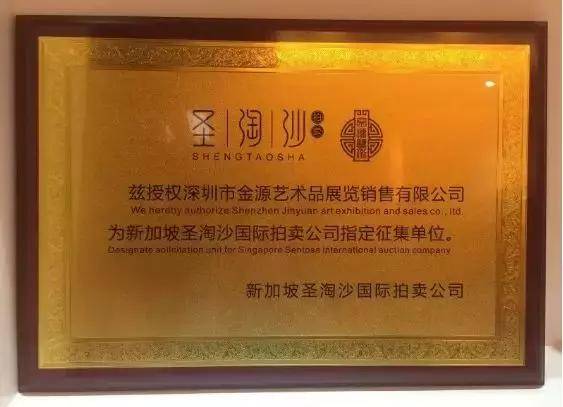 圣|淘|沙 拍卖
SHENGTAOSHA
兹授权深圳市金源艺术品展览销售有限公司
We hereby authorize Shenzhen Jinyuan art exhibition and sales co., ltd.
为新加坡圣淘沙国际拍卖公司指定征集单位。
Designate solicitation unit for Singapore Sentosa International auction company
新加坡圣淘沙国际拍卖公司